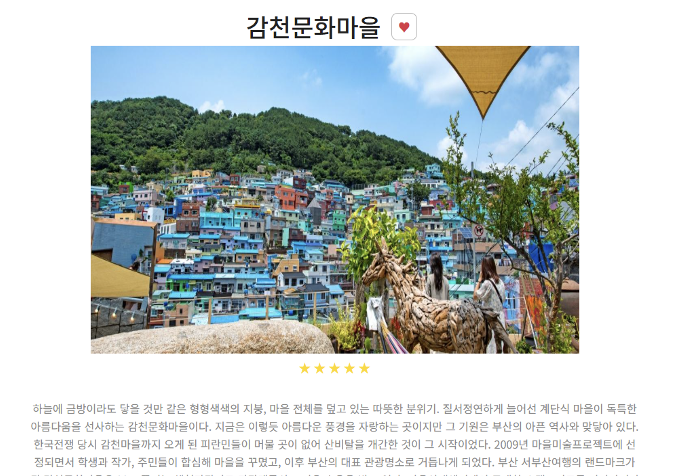 감천문화마을
하늘에 금방이라도 닿을 것만 같은 형형색색의 지붕, 마을 전체를 덮고 있는 따뜻한 분위기. 질서정연하게 늘어선 계단식 마을이 독특한
아름다움을 선사하는 감천문화마을이다. 지금은 이렇듯 아름다운 풍경을 자랑하는 곳이지만 그 기원은 부산의 아픈 역사와 맞닿아 있다.
한국전쟁 당시 감천마을까지 오게 된 피란민들이 머물 곳이 없어 산비탈을 개간한 것이 그 시작이었다. 2009년 마을미술프로젝트에 선
정되면서 학생과 작가, 주민들이 합심해 마을을 꾸몄고, 이후 부산의 대표 관광명소로 거듭나게 되었다. 부산 서부산여행의 랜드마크가